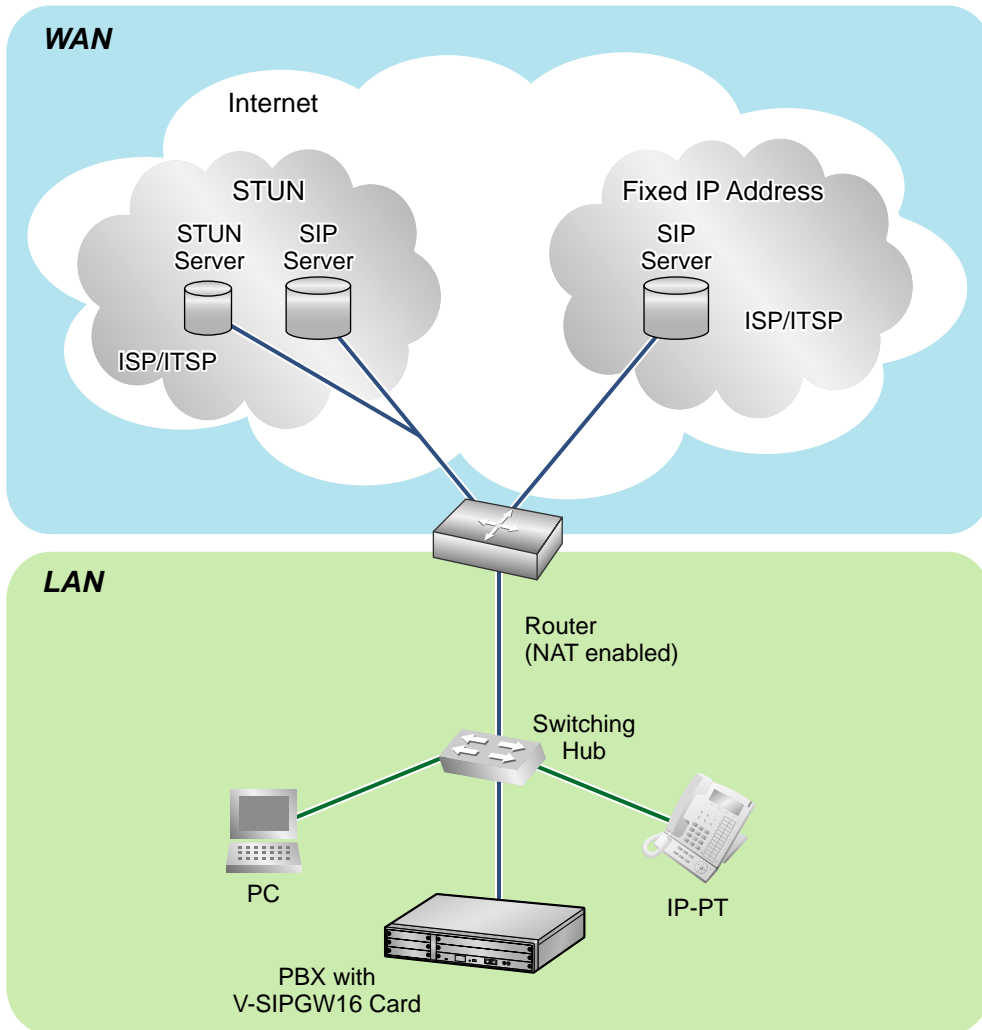 WAN
Internet
STUN
STUN
Server
SIP
Server
ISP/ITSP
Fixed IP Address
SIP
Server
ISP/ITSP
LAN
Router
(NAT enabled)
Switching
Hub
PC
IP-PT
PBX with
V-SIPGW16 Card